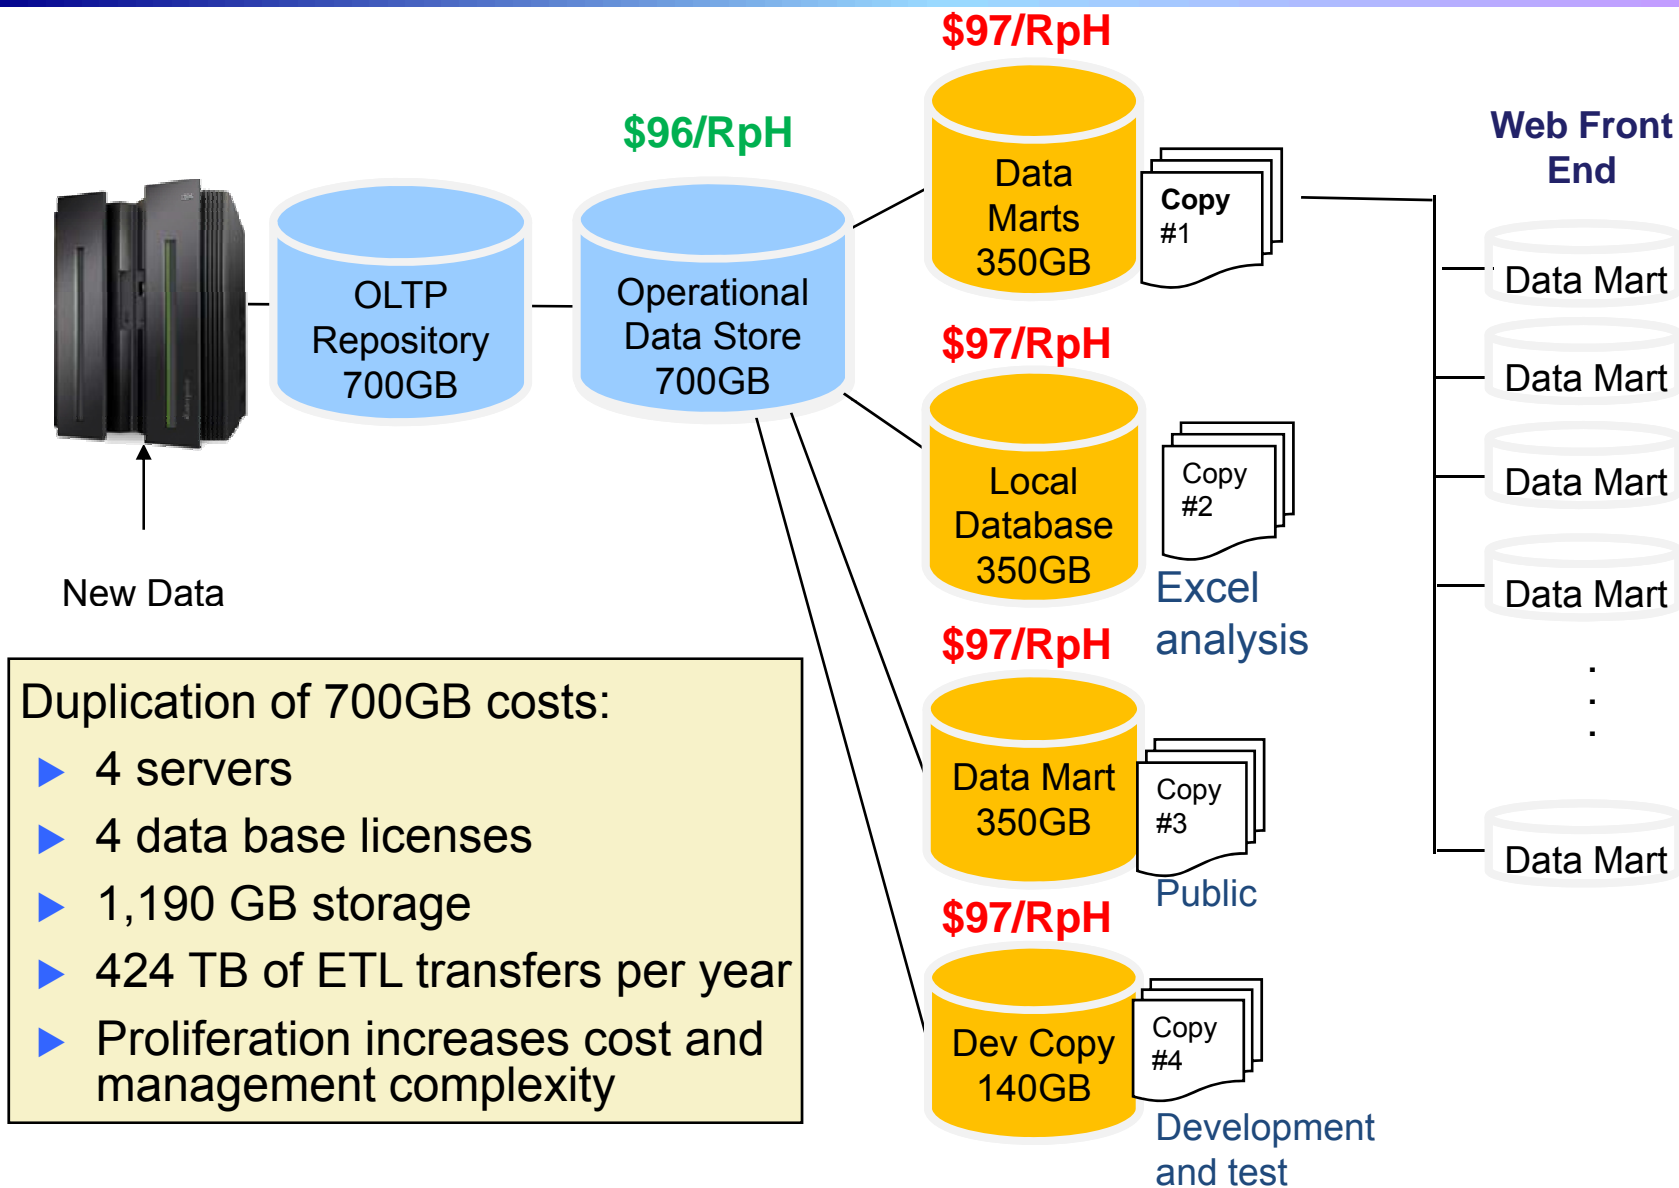 $97/RpH
$96/RpH
Web Front
End
Data
Marts
350GB
Copy
#1
OLTP
Repository
700GB
Operational
Data Store
700GB
$97/RpH
Local
Database
350GB
Copy
#2
Excel
analysis
New Data
$97/RpH
Data Mart
350GB
Copy
#3
Public
$97/RpH
Dev Copy
140GB
Copy
#4
Development
and test
Data Mart
Data Mart
Data Mart
Data Mart
.
.
.
Data Mart
Duplication of 700GB costs:
4 servers
4 data base licenses
1,190 GB storage
424 TB of ETL transfers per year
Proliferation increases cost and
management complexity